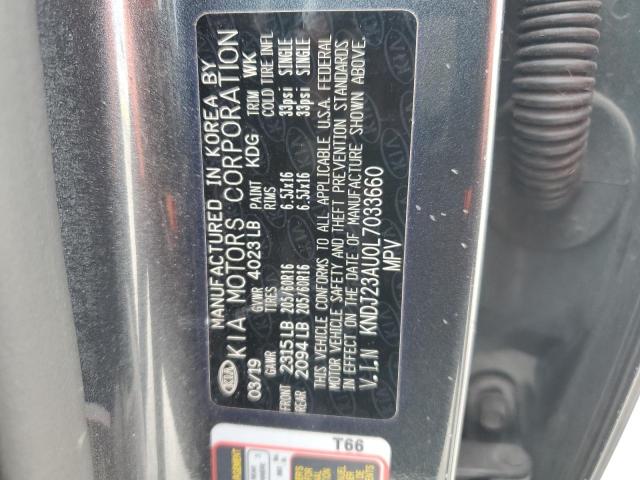 MANUFACTURED IN KOREA BY
KIA KIA MOTORS CORPORATION
03/19 GVWR 4023 LB PAINT KDG TRIM WK
GAWR TIRES RIMS COLD TIRE INFL
FRONT 2315 LB 205/60R16 6.5Jx16 33psi SINGLE
REAR 2094 LB 205/60R16 6.5Jx16 33psi SINGLE
THIS VEHICLE CONFORMS TO ALL APPLICABLE U.S.A. FEDERAL
MOTOR VEHICLE SAFETY AND THEFT PREVENTION STANDARDS
IN EFFECT ON THE DATE OF MANUFACTURE SHOWN ABOVE.
V.I.N KNDJ23AU0L7033660
MPV
T66